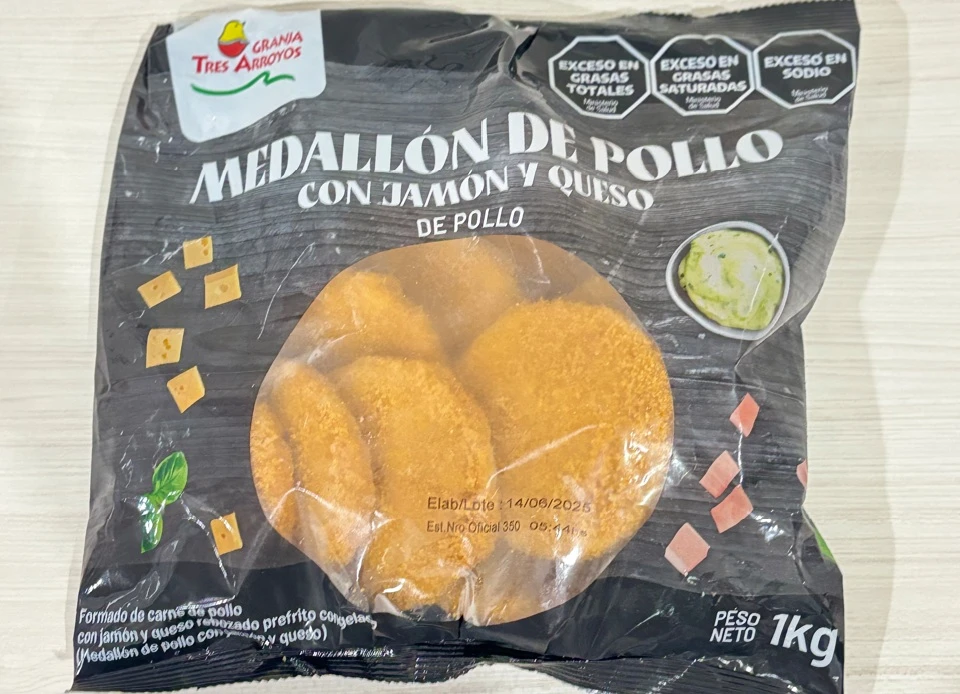 GRANJA
TRES ARROYOS
EXCESO EN
GRASAS
TOTALES
Ministerio
de Salud
EXCESO EN
GRASAS
SATURADAS
Ministerio
de Salud
EXCESO EN
SODIO
Ministerio
de Salud
MEDALLÓN DE POLLO
CON JAMÓN Y QUESO
DE POLLO
Elab/Lote : 14/06/2025
Est.Nro Oficial 350 05:44hs
Formado de carne de pollo
con jamón y queso rebozado prefrito congelado
(Medallón de pollo con jamón y queso)
PESO
NETO
1kg